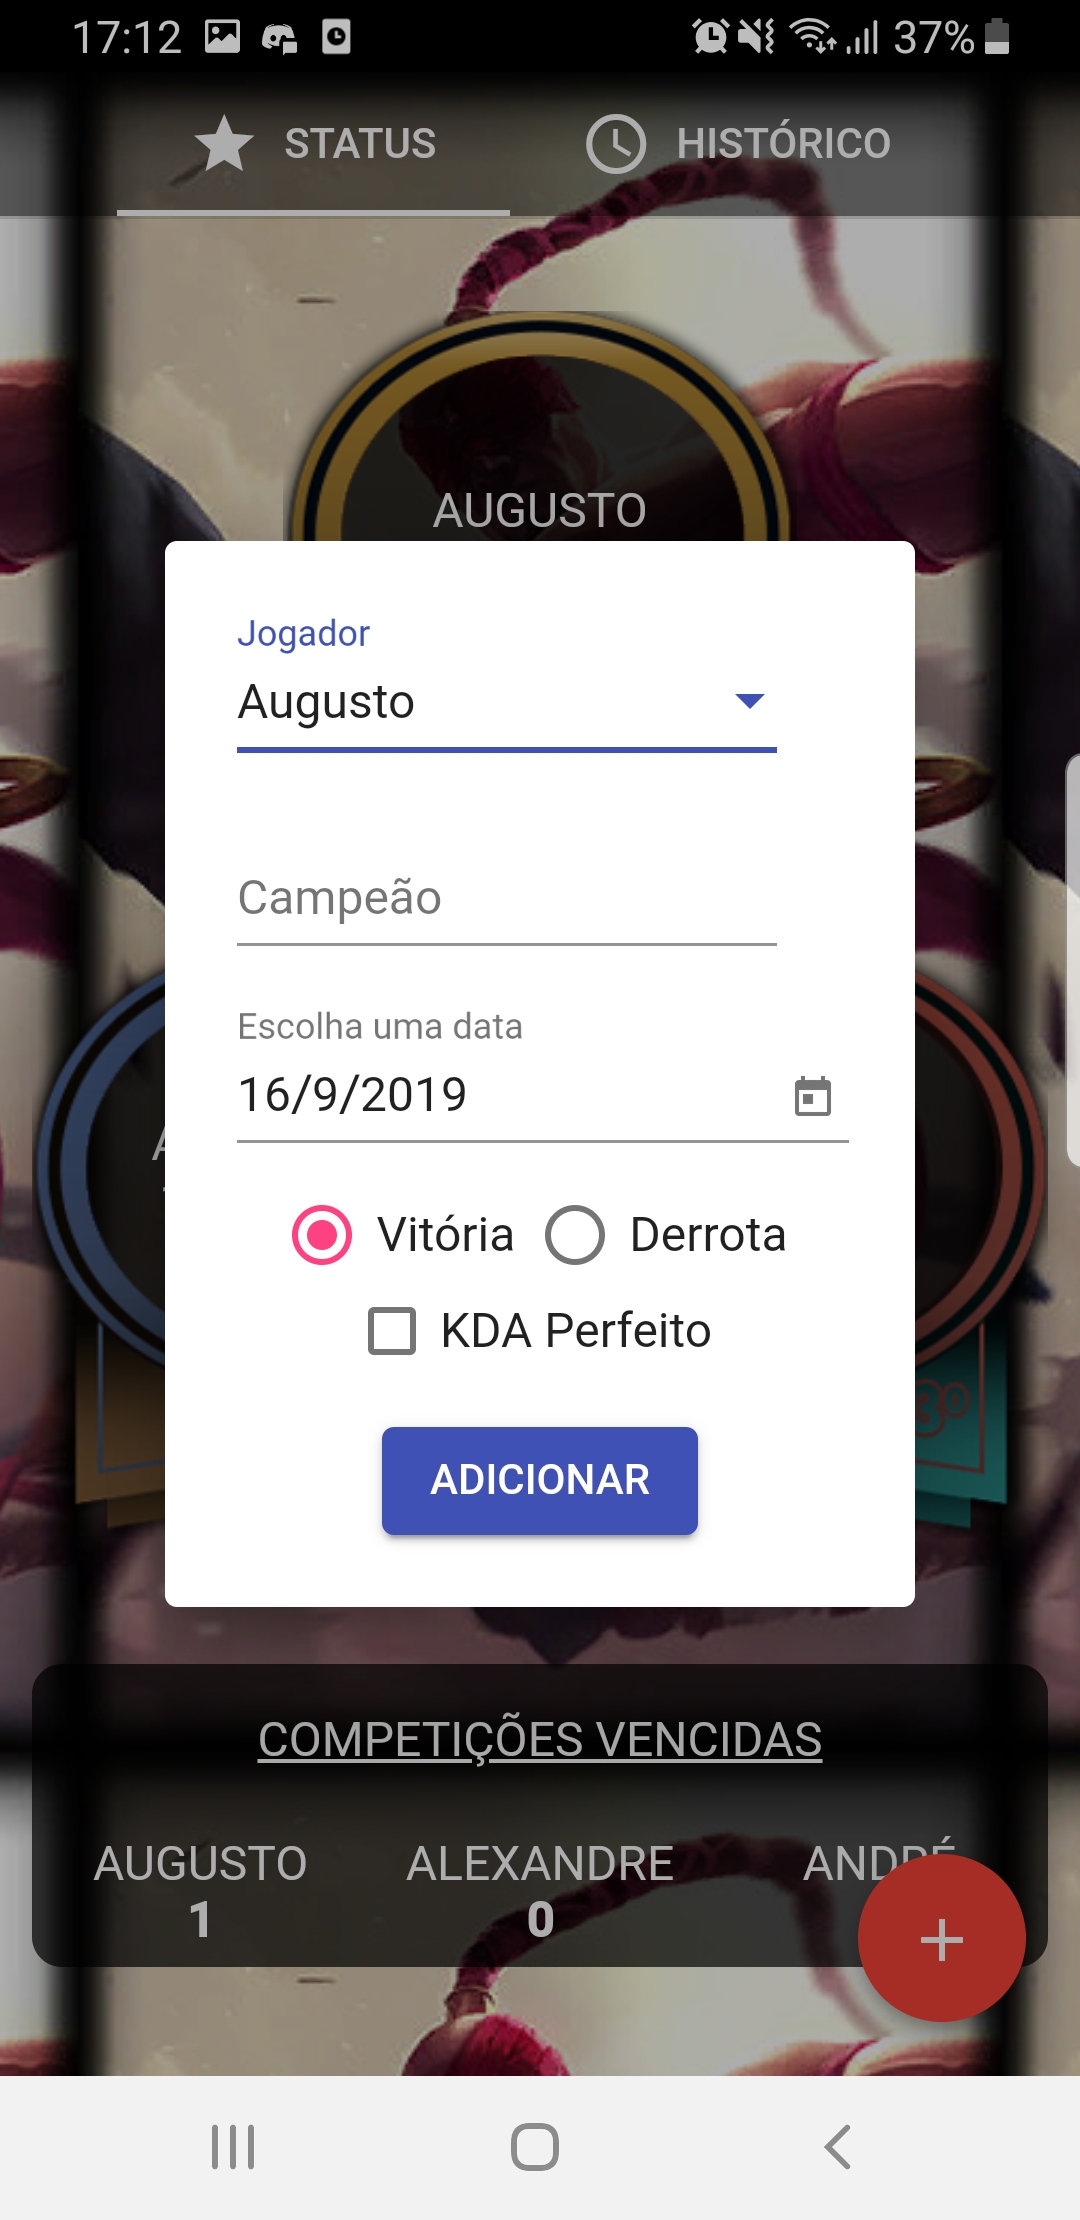 17:12 37%
STATUS HISTÓRICO
AUGUSTO
Jogador
Augusto
Campeão
Escolha uma data
16/9/2019
Vitória Derrota
KDA Perfeito
3º
ADICIONAR
COMPETIÇÕES VENCIDAS
AUGUSTO ALEXANDRE ANDRÉ
1 0